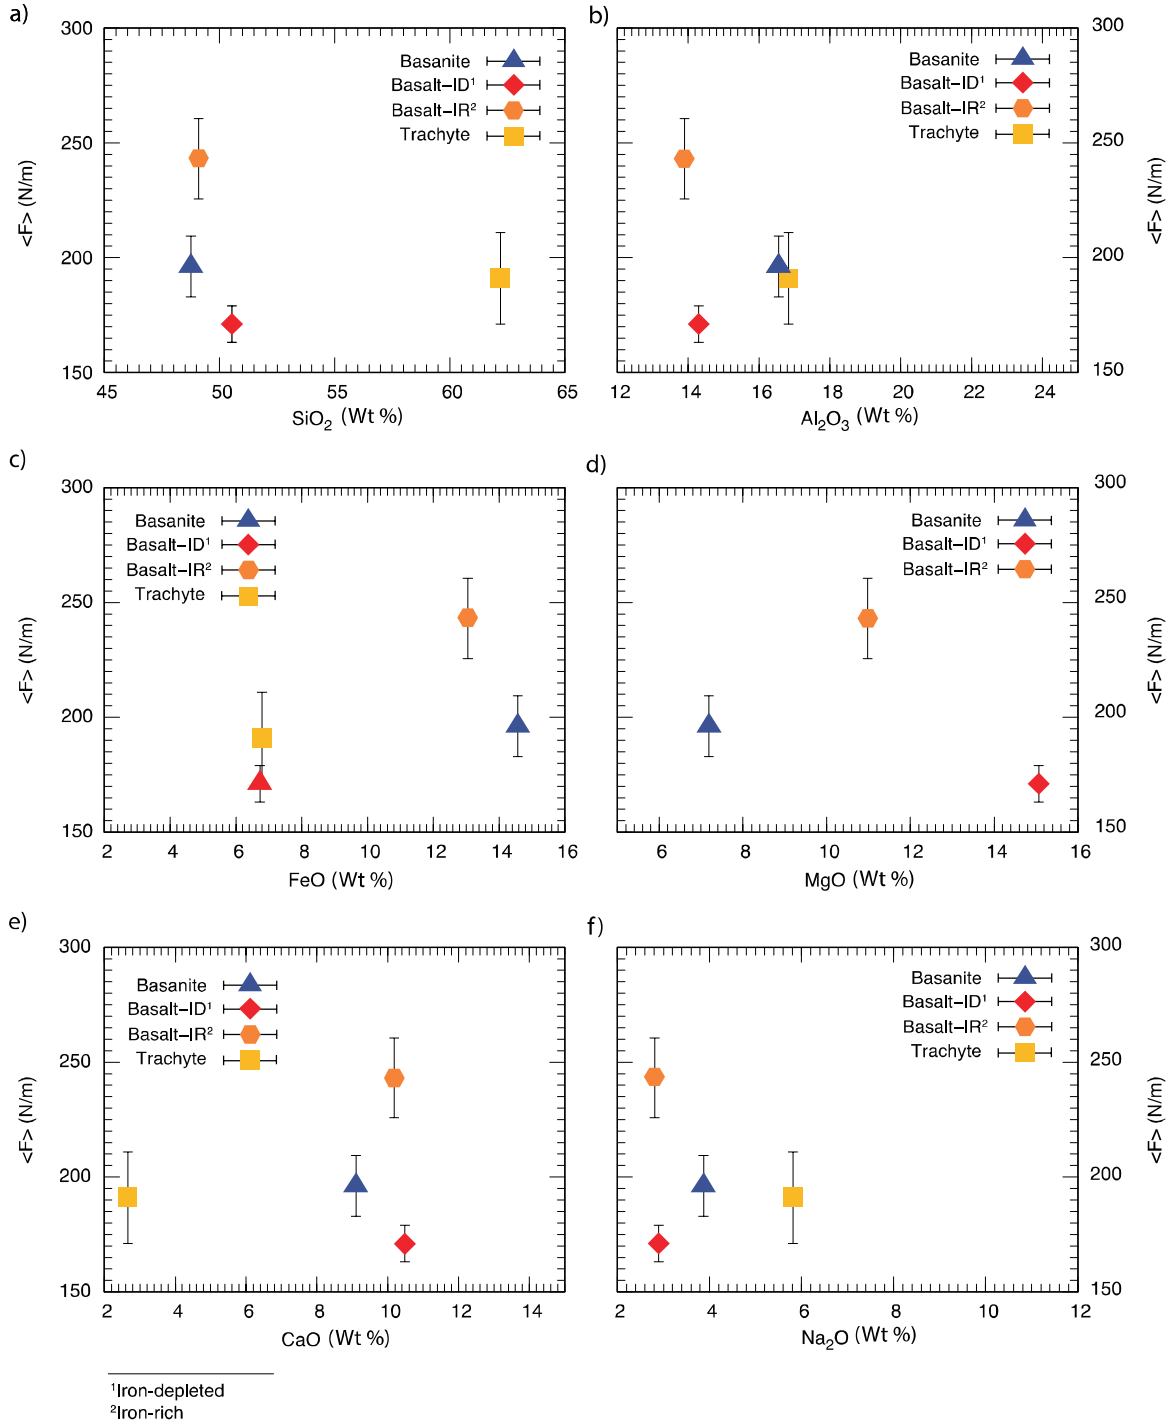 a)
300
250
200
150
<F> (N/m)
Basanite
Basalt–ID¹
Basalt–IR²
Trachyte
45 50 55 60 65
SiO₂ (Wt %)
b)
300
250
200
150
<F> (N/m)
Basanite
Basalt–ID¹
Basalt–IR²
Trachyte
12 14 16 18 20 22 24
Al₂O₃ (Wt %)
c)
300
250
200
150
<F> (N/m)
Basanite
Basalt–ID¹
Basalt–IR²
Trachyte
2 4 6 8 10 12 14 16
FeO (Wt %)
d)
300
250
200
150
<F> (N/m)
Basanite
Basalt–ID¹
Basalt–IR²
6 8 10 12 14 16
MgO (Wt %)
e)
300
250
200
150
<F> (N/m)
Basanite
Basalt–ID¹
Basalt–IR²
Trachyte
2 4 6 8 10 12 14
CaO (Wt %)
f)
300
250
200
150
<F> (N/m)
Basanite
Basalt–ID¹
Basalt–IR²
Trachyte
2 4 6 8 10 12
Na₂O (Wt %)
¹Iron-depleted
²Iron-rich